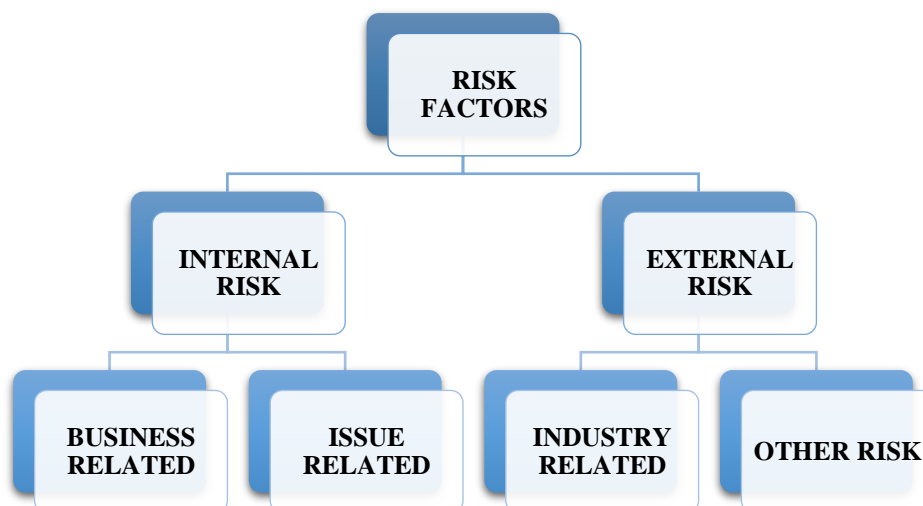 RISK
FACTORS
INTERNAL
RISK
EXTERNAL
RISK
BUSINESS
RELATED
ISSUE
RELATED
INDUSTRY
RELATED
OTHER RISK